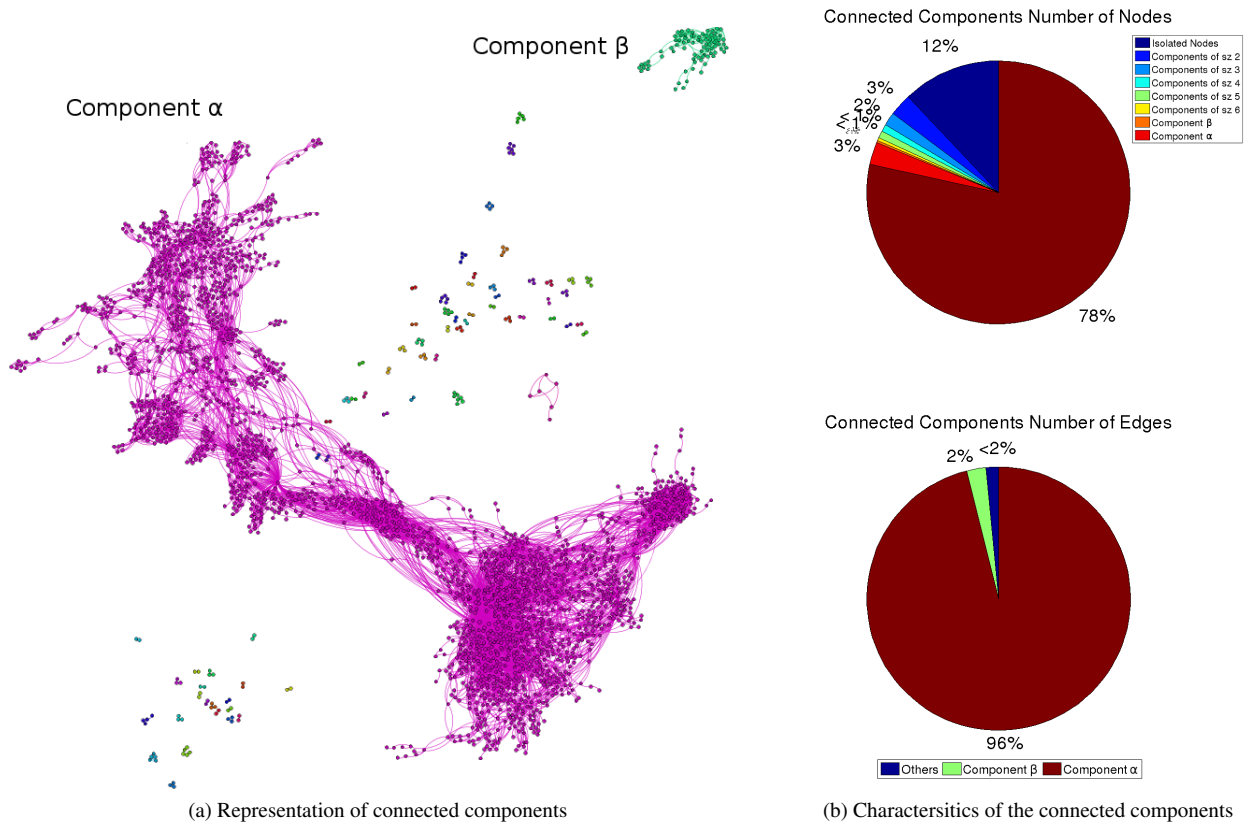 Component β
Component α
(a) Representation of connected components
Connected Components Number of Nodes
12%
3%
2%
< 1%
< 1%
3%
78%
Isolated Nodes
Components of sz 2
Components of sz 3
Components of sz 4
Components of sz 5
Components of sz 6
Component β
Component α
Connected Components Number of Edges
2%
<2%
96%
Others
Component β
Component α
(b) Charactersitics of the connected components